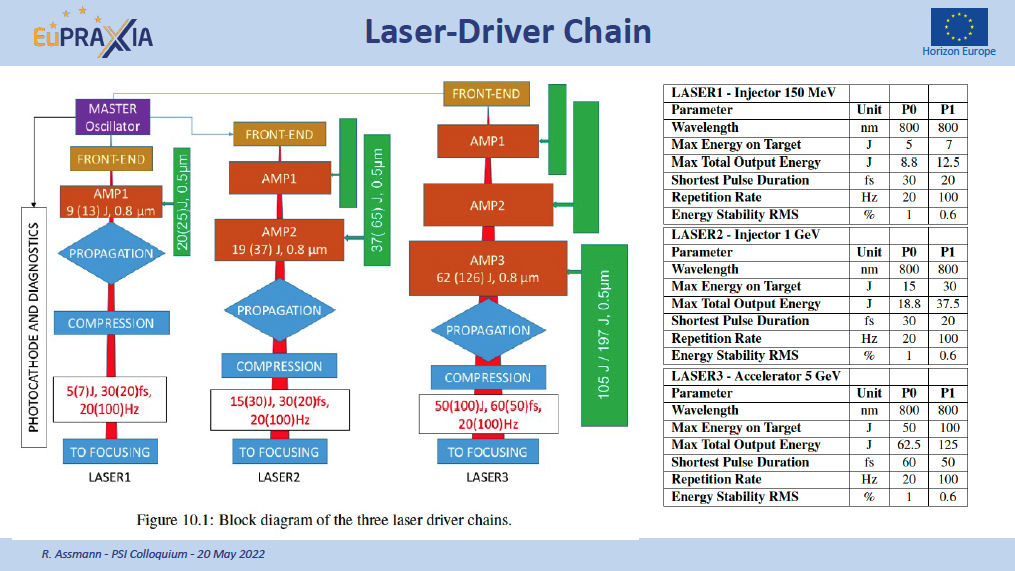 EuPRAXIA
Laser-Driver Chain
Horizon Europe
MASTER
Oscillator
FRONT-END
AMP1
9 (13) J, 0.8 µm
20(25) J, 0.5µm
PROPAGATION
COMPRESSION
5(7)J, 30(20)fs,
20(100)Hz
TO FOCUSING
LASER1
PHOTOCATHODE AND DIAGNOSTICS
FRONT-END
AMP1
AMP2
19 (37) J, 0.8 µm
37( 65) J, 0.5µm
PROPAGATION
COMPRESSION
15(30)J, 30(20)fs,
20(100)Hz
TO FOCUSING
LASER2
FRONT-END
AMP1
AMP2
AMP3
62 (126) J, 0.8 µm
105 J / 197 J, 0.5µm
PROPAGATION
COMPRESSION
50(100)J, 60(50)fs,
20(100)Hz
TO FOCUSING
LASER3
Figure 10.1: Block diagram of the three laser driver chains.
LASER1 - Injector 150 MeV
Parameter Unit P0 P1
Wavelength nm 800 800
Max Energy on Target J 5 7
Max Total Output Energy J 8.8 12.5
Shortest Pulse Duration fs 30 20
Repetition Rate Hz 20 100
Energy Stability RMS % 1 0.6
LASER2 - Injector 1 GeV
Parameter Unit P0 P1
Wavelength nm 800 800
Max Energy on Target J 15 30
Max Total Output Energy J 18.8 37.5
Shortest Pulse Duration fs 30 20
Repetition Rate Hz 20 100
Energy Stability RMS % 1 0.6
LASER3 - Accelerator 5 GeV
Parameter Unit P0 P1
Wavelength nm 800 800
Max Energy on Target J 50 100
Max Total Output Energy J 62.5 125
Shortest Pulse Duration fs 60 50
Repetition Rate Hz 20 100
Energy Stability RMS % 1 0.6
R. Assmann - PSI Colloquium - 20 May 2022